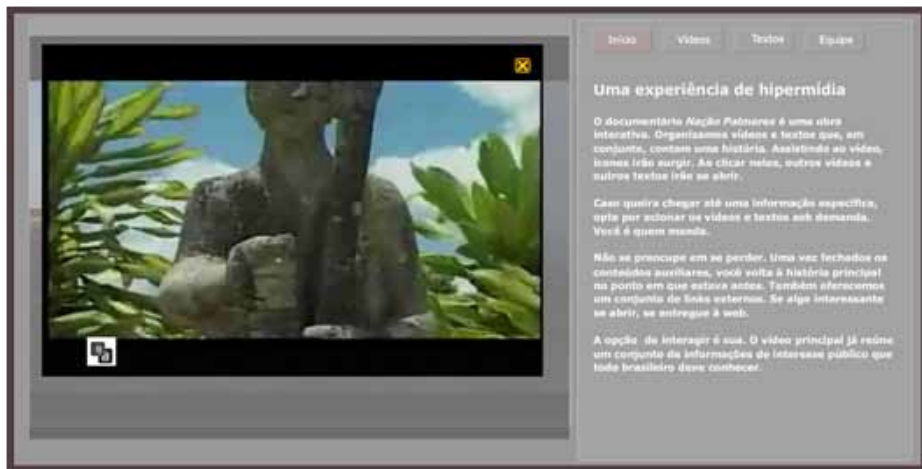 Início Vídeos Textos Equipe
Uma experiência de hipermídia
O documentário Nação Palmares é uma obra
interativa. Organizamos vídeos e textos que, em
conjunto, contam uma história. Assistindo ao vídeo,
ícones irão surgir. Ao clicar neles, outros vídeos e
outros textos irão se abrir.
Caso queira chegar até uma informação específica,
opte por acionar os vídeos e textos sob demanda.
Você é quem manda.
Não se preocupe em se perder. Uma vez fechados os
conteúdos auxiliares, você volta à história principal
no ponto em que estava antes. Também oferecemos
um conjunto de links externos. Se algo interessante
se abrir, se entregue à web.
A opção de interagir é sua. O vídeo principal já reúne
um conjunto de informações de interesse público que
todo brasileiro deve conhecer.